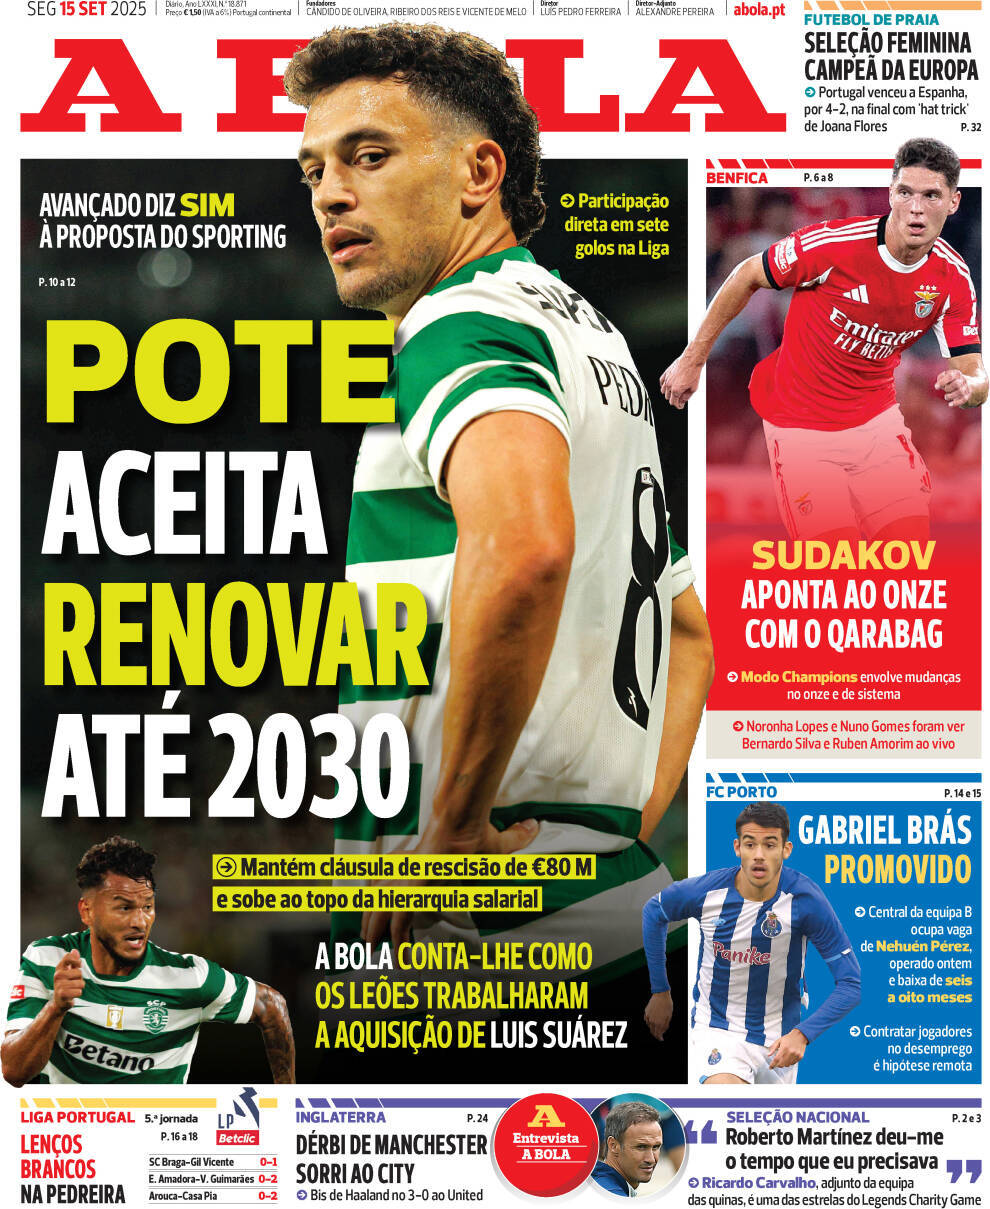 SEG 15 SET 2025
Diário, Ano LXXXI, N.º 18.871
Preço € 1,50 (IVA a 6%) Portugal continental
Fundadores
CÂNDIDO DE OLIVEIRA, RIBEIRO DOS REIS E VICENTE DE MELO
Diretor
LUÍS PEDRO FERREIRA
Diretor-Adjunto
ALEXANDRE PEREIRA
abola.pt
A BOLA
FUTEBOL DE PRAIA
SELEÇÃO FEMININA
CAMPEÃ DA EUROPA
Portugal venceu a Espanha,
por 4-2, na final com 'hat trick'
de Joana Flores
P. 32
AVANÇADO DIZ SIM
À PROPOSTA DO SPORTING
P. 10 a 12
Participação
direta em sete
golos na Liga
POTE
ACEITA
RENOVAR
ATÉ 2030
PEDR
8
Mantém cláusula de rescisão de €80 M
e sobe ao topo da hierarquia salarial
A BOLA CONTA-LHE COMO
OS LEÕES TRABALHARAM
A AQUISIÇÃO DE LUIS SUÁREZ
Betano
BENFICA
P. 6 a 8
Emirates
FLY BETTER
SUDAKOV
APONTA AO ONZE
COM O QARABAG
Modo Champions envolve mudanças
no onze e de sistema
Noronha Lopes e Nuno Gomes foram ver
Bernardo Silva e Ruben Amorim ao vivo
FC PORTO
P. 14 e 15
GABRIEL BRÁS
PROMOVIDO
Central da equipa B
ocupa vaga
de Nehuén Pérez,
operado ontem
e baixa de seis
a oito meses
Contratar jogadores
no desemprego
é hipótese remota
Panike
LIGA PORTUGAL
5.ª jornada
P. 16 a 18
LP
Betclic
LENÇOS
BRANCOS
NA PEDREIRA
SC Braga-Gil Vicente 0-1
E. Amadora-V. Guimarães 0-2
Arouca-Casa Pia 0-2
INGLATERRA
P. 24
DÉRBI DE MANCHESTER
SORRI AO CITY
Bis de Haaland no 3-0 ao United
A
Entrevista
A BOLA
SELEÇÃO NACIONAL
P. 2 e 3
“Roberto Martínez deu-me
o tempo que eu precisava”
Ricardo Carvalho, adjunto da equipa
das quinas, é uma das estrelas do Legends Charity Game